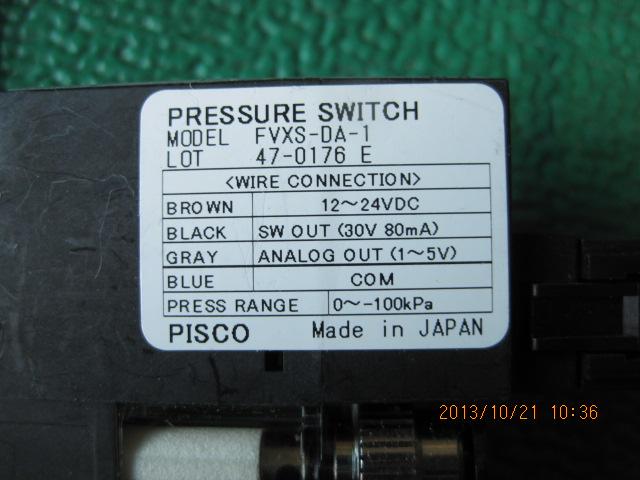 PRESSURE SWITCH
MODEL FVXS-DA-1
LOT 47-0176 E
<WIRE CONNECTION>
BROWN 12～24VDC
BLACK SW OUT (30V 80mA)
GRAY ANALOG OUT (1～5V)
BLUE COM
PRESS RANGE 0～-100kPa
PISCO Made in JAPAN
2013/10/21 10:36